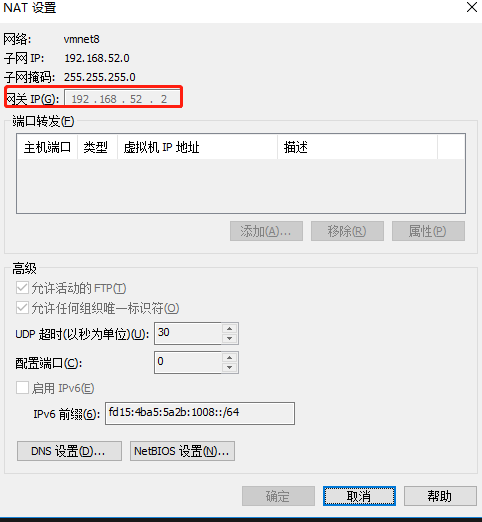 NAT 设置
网络: vmnet8
子网 IP: 192.168.52.0
子网掩码: 255.255.255.0
网关 IP(G): 192 . 168 . 52 . 2
端口转发(F)
主机端口 类型 虚拟机 IP 地址 描述
添加(A)... 移除(R) 属性(P)
高级
允许活动的 FTP(T)
允许任何组织唯一标识符(O)
UDP 超时(以秒为单位)(U): 30
配置端口(C): 0
启用 IPv6(E)
IPv6 前缀(6): fd15:4ba5:5a2b:1008::/64
DNS 设置(D)... NetBIOS 设置(N)...
确定 取消 帮助